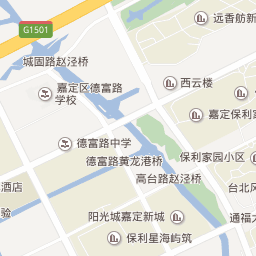 远香舫新
G1501
城固路赵泾桥
西云楼
嘉定区德富路
学校
嘉定保利
德富路中学
德富路黄龙港桥
保利家园小区
高台路赵泾桥
酒店
台北风
验
阳光城嘉定新城
通福大
保利星海屿筑